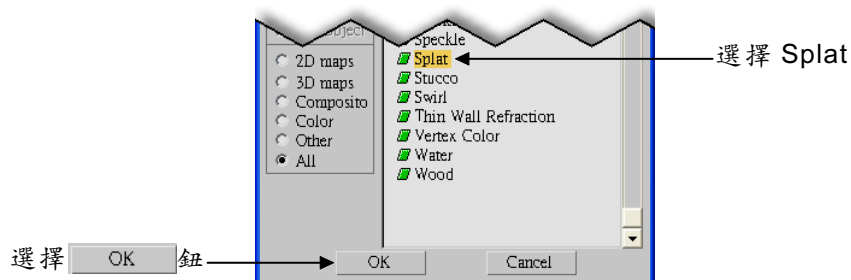 Speckle
Splat
選擇 Splat
2D maps
3D maps
Composito
Color
Other
All
Stucco
Swirl
Thin Wall Refraction
Vertex Color
Water
Wood
選擇 OK 鈕
OK
Cancel